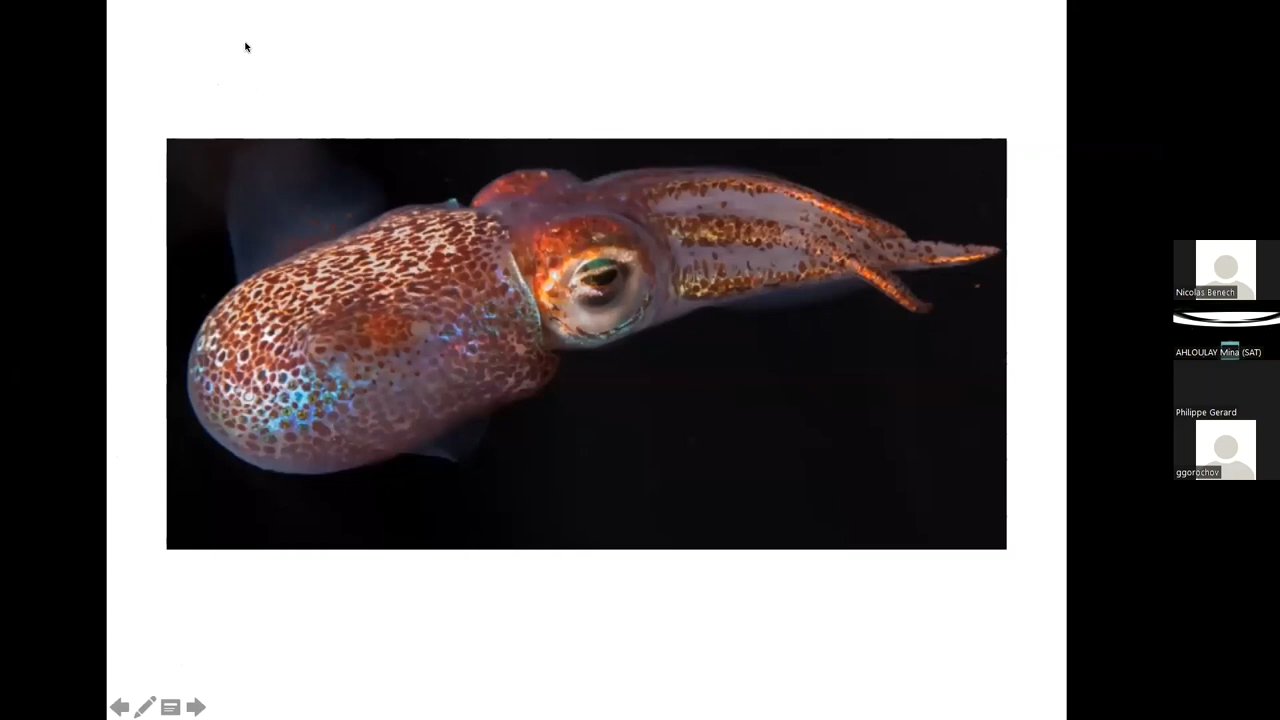 Nicolas Benech
AHLOULAY Mina (SAT)
Philippe Gerard
ggorochov